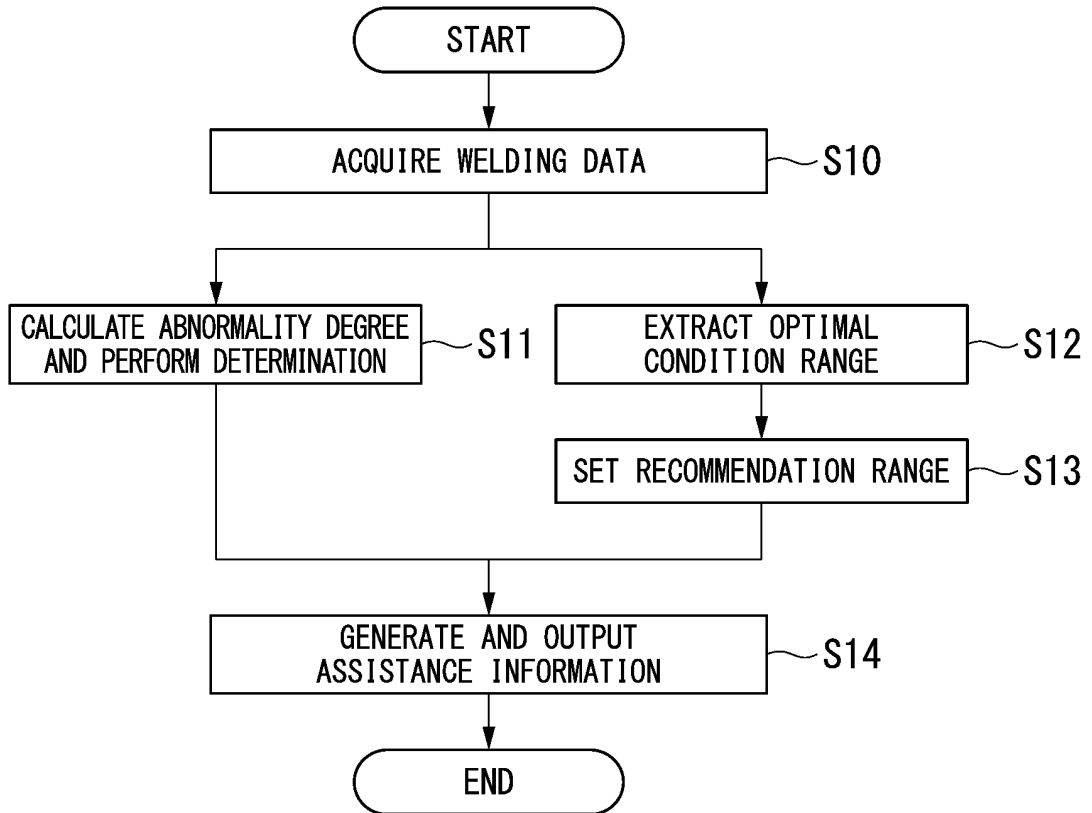 START
ACQUIRE WELDING DATA
S10
CALCULATE ABNORMALITY DEGREE
AND PERFORM DETERMINATION
S11
EXTRACT OPTIMAL
CONDITION RANGE
S12
SET RECOMMENDATION RANGE
S13
GENERATE AND OUTPUT
ASSISTANCE INFORMATION
S14
END